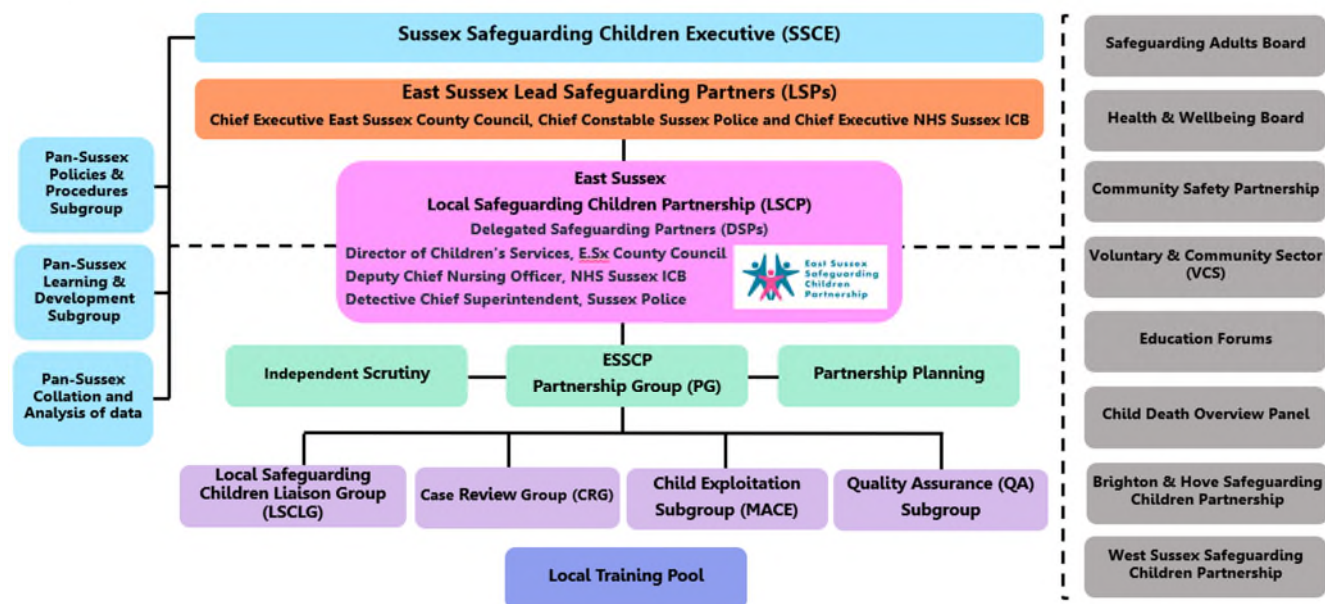 Sussex Safeguarding Children Executive (SSCE)
East Sussex Lead Safeguarding Partners (LSPs)
Chief Executive East Sussex County Council, Chief Constable Sussex Police and Chief Executive NHS Sussex ICB
Pan-Sussex
Policies &
Procedures
Subgroup
Pan-Sussex
Learning &
Development
Subgroup
Pan-Sussex
Collation and
Analysis of data
East Sussex
Local Safeguarding Children Partnership (LSCP)
Delegated Safeguarding Partners (DSPs)
Director of Children's Services, E.Sx County Council
Deputy Chief Nursing Officer, NHS Sussex ICB
Detective Chief Superintendent, Sussex Police
East Sussex
Safeguarding
Children
Partnership
Independent Scrutiny
ESSCP
Partnership Group (PG)
Partnership Planning
Local Safeguarding
Children Liaison Group
(LSCLG)
Case Review Group (CRG)
Child Exploitation
Subgroup (MACE)
Quality Assurance (QA)
Subgroup
Local Training Pool
Safeguarding Adults Board
Health & Wellbeing Board
Community Safety Partnership
Voluntary & Community Sector
(VCS)
Education Forums
Child Death Overview Panel
Brighton & Hove Safeguarding
Children Partnership
West Sussex Safeguarding
Children Partnership